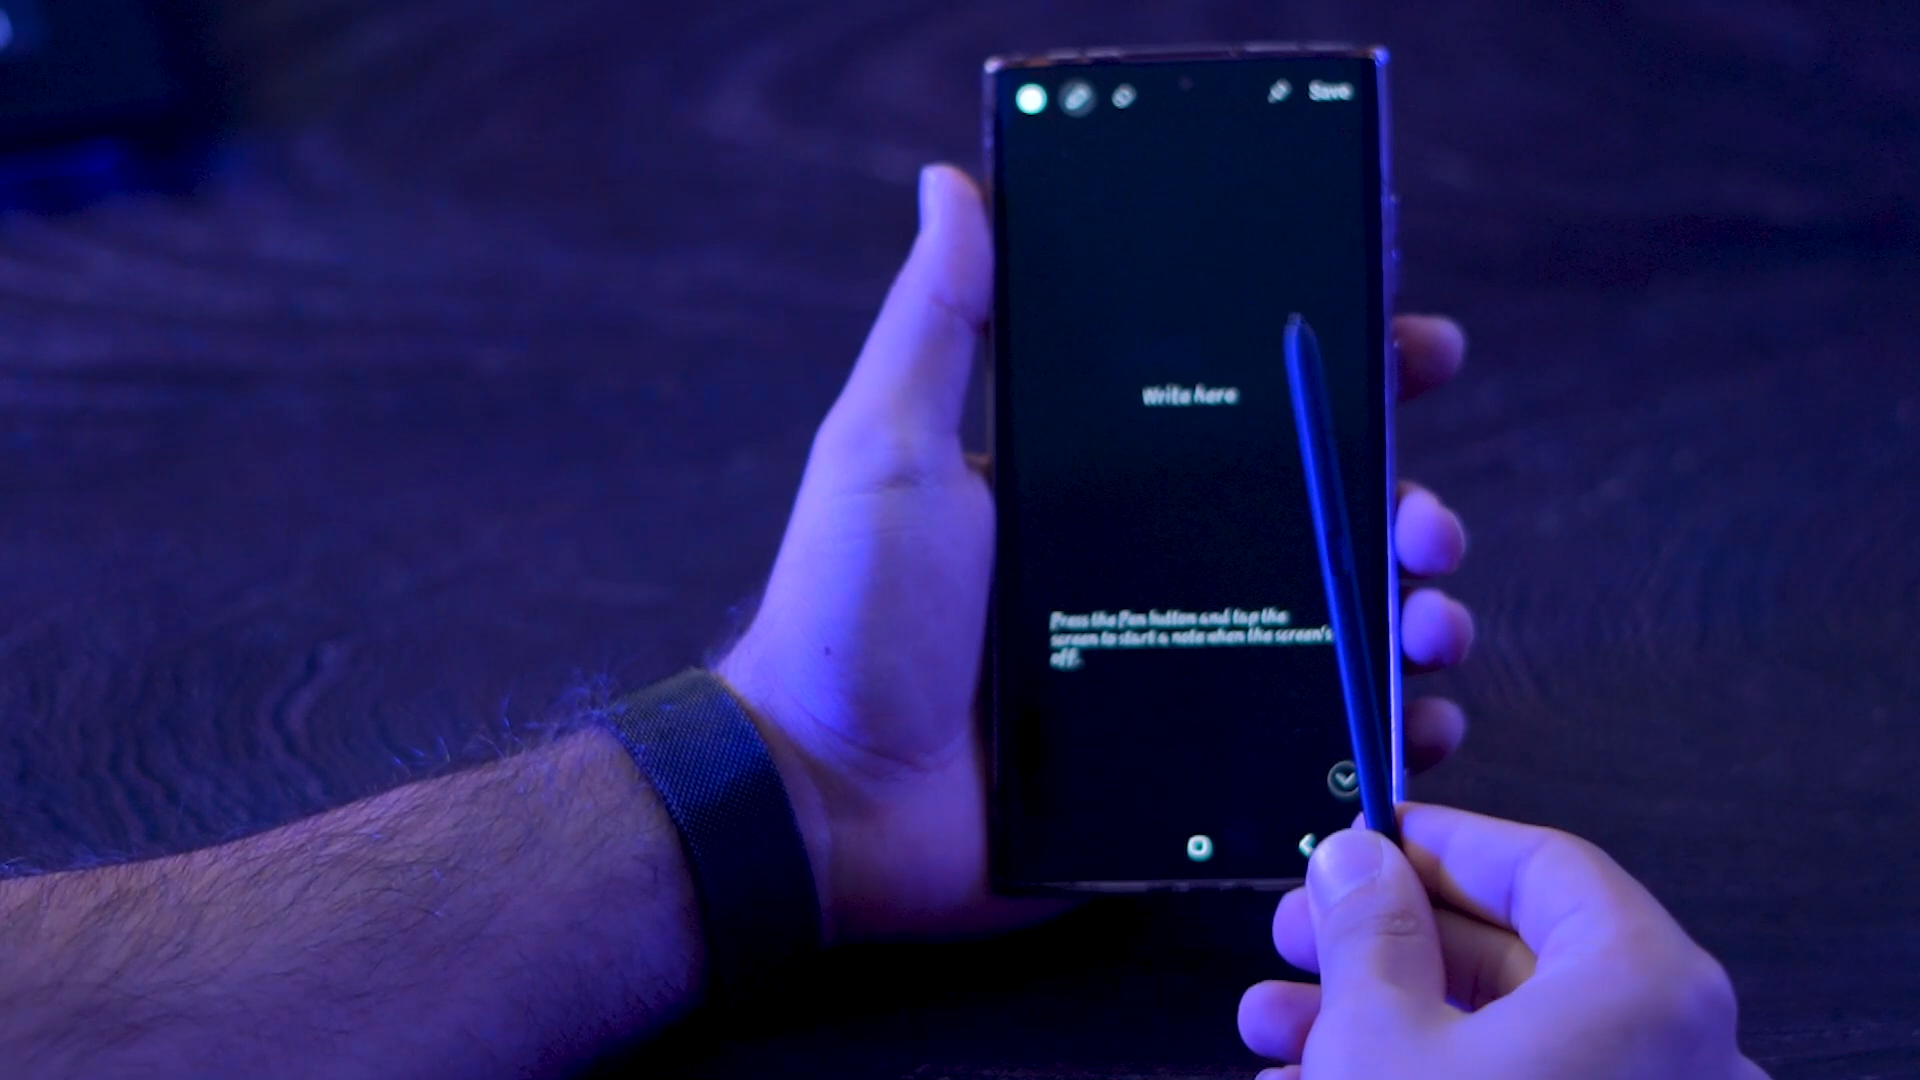 Save
Write here
Press the Pen button and tap the
screen to start a note when the screen's
off.